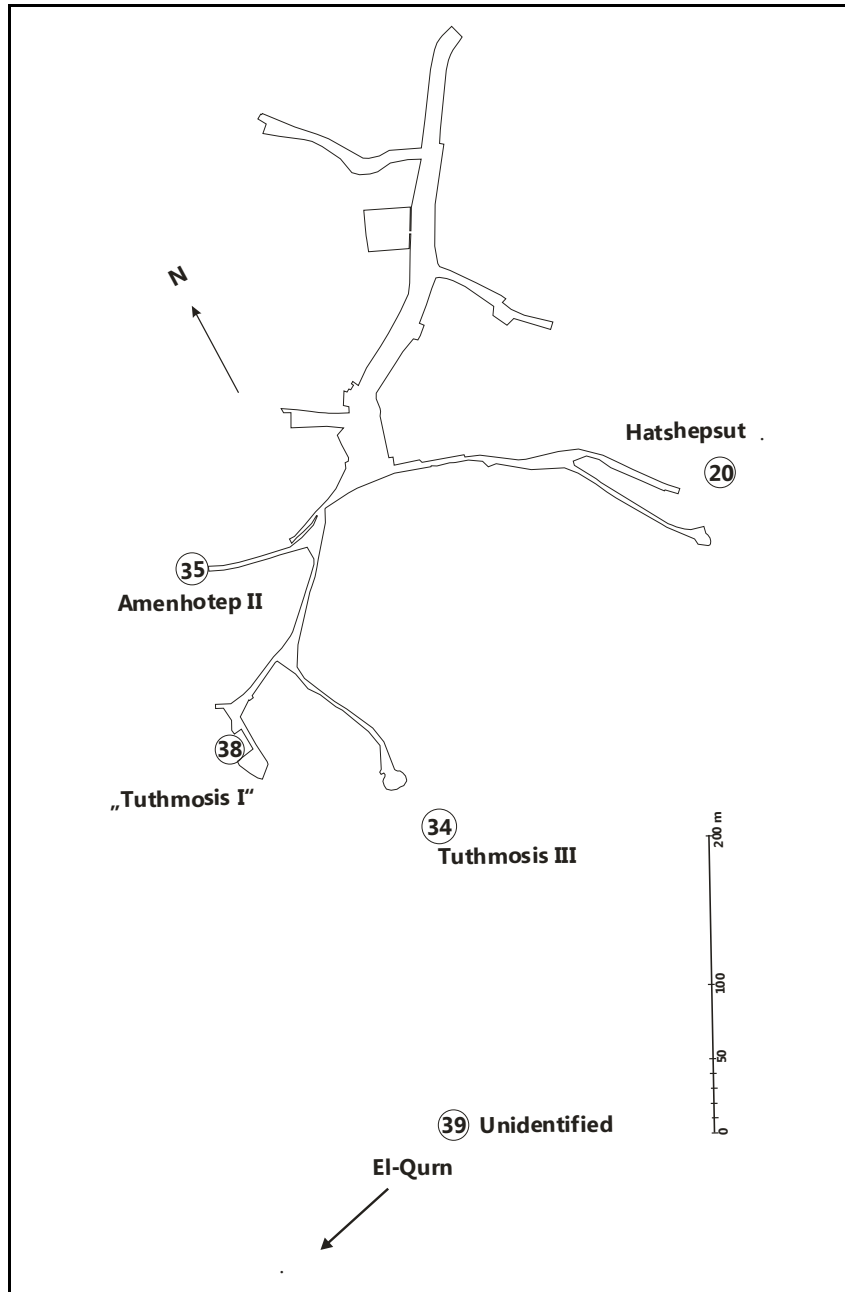 N
Hatshepsut
20
35
Amenhotep II
38
„Tuthmosis I“
34
Tuthmosis III
200 m
100
50
0
39 Unidentified
El-Qurn